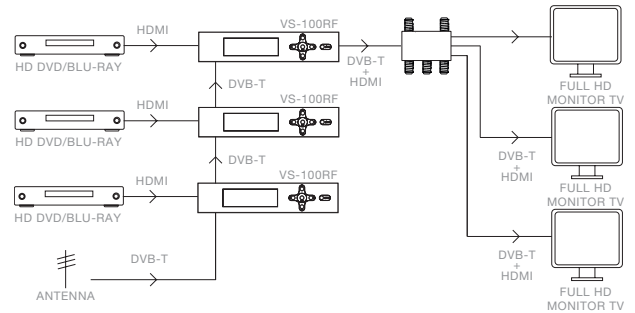 HDMI
VS-100RF
HD DVD/BLU-RAY
DVB-T
+
HDMI
FULL HD
MONITOR TV
DVB-T
HDMI
VS-100RF
HD DVD/BLU-RAY
DVB-T
+
HDMI
FULL HD
MONITOR TV
DVB-T
HDMI
VS-100RF
HD DVD/BLU-RAY
DVB-T
+
HDMI
FULL HD
MONITOR TV
DVB-T
ANTENNA